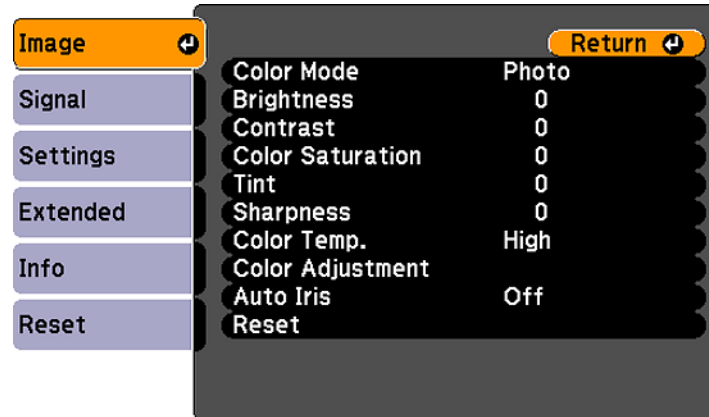 Image
Signal
Settings
Extended
Info
Reset
Return
Color Mode Photo
Brightness 0
Contrast 0
Color Saturation 0
Tint 0
Sharpness 0
Color Temp. High
Color Adjustment
Auto Iris Off
Reset